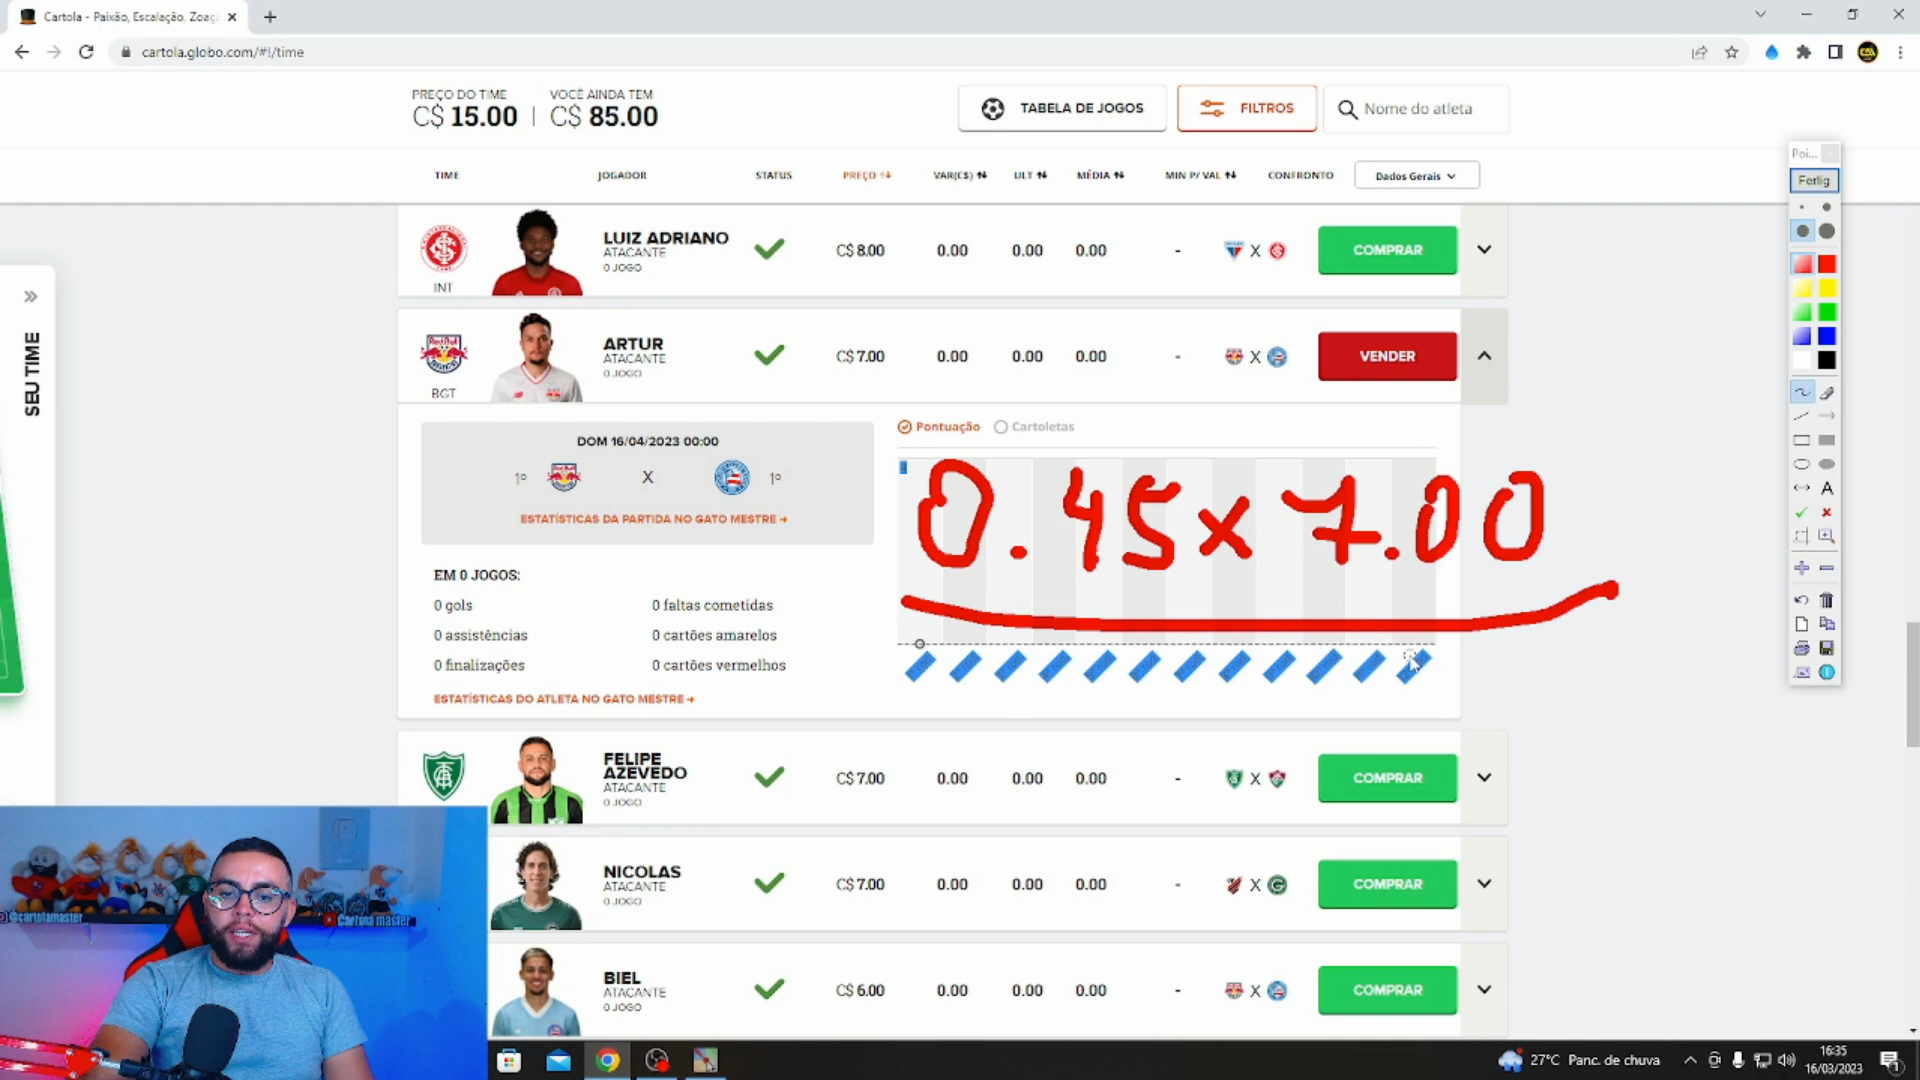 Cartola - Paixão, Escalação, Zoaç
cartola.globo.com/#!/time
PREÇO DO TIME
C$ 15.00
VOCÊ AINDA TEM
C$ 85.00
TABELA DE JOGOS
FILTROS
Nome do atleta
TIME JOGADOR STATUS PREÇO VAR(C$) ULT MÉDIA MIN P/ VAL CONFRONTO Dados Gerais
SEU TIME
INT
LUIZ ADRIANO
ATACANTE
0 JOGO
C$ 8.00 0.00 0.00 0.00 - X COMPRAR
BGT
ARTUR
ATACANTE
0 JOGO
C$ 7.00 0.00 0.00 0.00 - X VENDER
DOM 16/04/2023 00:00
1º X 1º
ESTATÍSTICAS DA PARTIDA NO GATO MESTRE
EM 0 JOGOS:
0 gols
0 faltas cometidas
0 assistências
0 cartões amarelos
0 finalizações
0 cartões vermelhos
ESTATÍSTICAS DO ATLETA NO GATO MESTRE
Pontuação Cartoletas
0.45x7.00
FELIPE
AZEVEDO
ATACANTE
0 JOGO
C$ 7.00 0.00 0.00 0.00 - X COMPRAR
NICOLAS
ATACANTE
0 JOGO
C$ 7.00 0.00 0.00 0.00 - X COMPRAR
BIEL
ATACANTE
0 JOGO
C$ 6.00 0.00 0.00 0.00 - X COMPRAR
Poi...
Fertig
A
@cartolamaster
Cartola master
27°C Panc. de chuva
16:35
16/03/2023
1